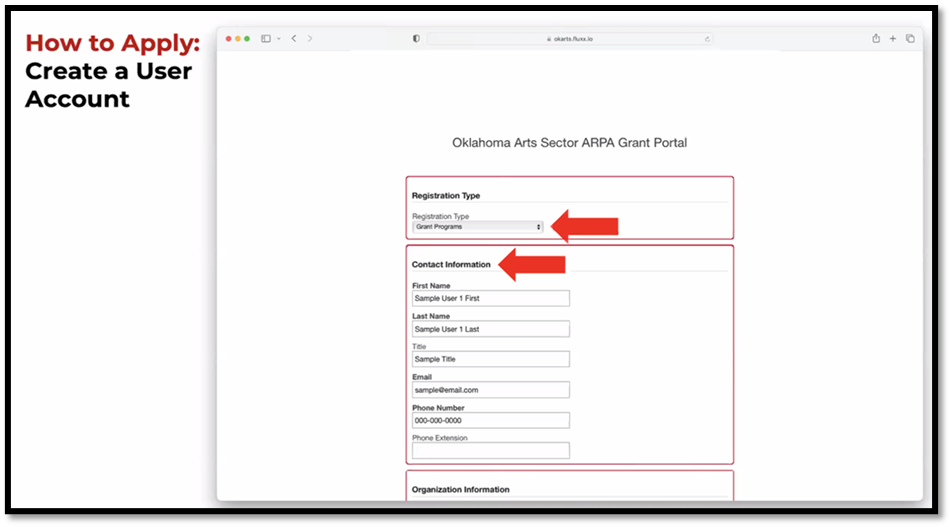 How to Apply:
Create a User
Account
okarts.fluxx.io
Oklahoma Arts Sector ARPA Grant Portal
Registration Type
Registration Type
Grant Programs
Contact Information
First Name
Sample User 1 First
Last Name
Sample User 1 Last
Title
Sample Title
Email
sample@email.com
Phone Number
000-000-0000
Phone Extension
Organization Information